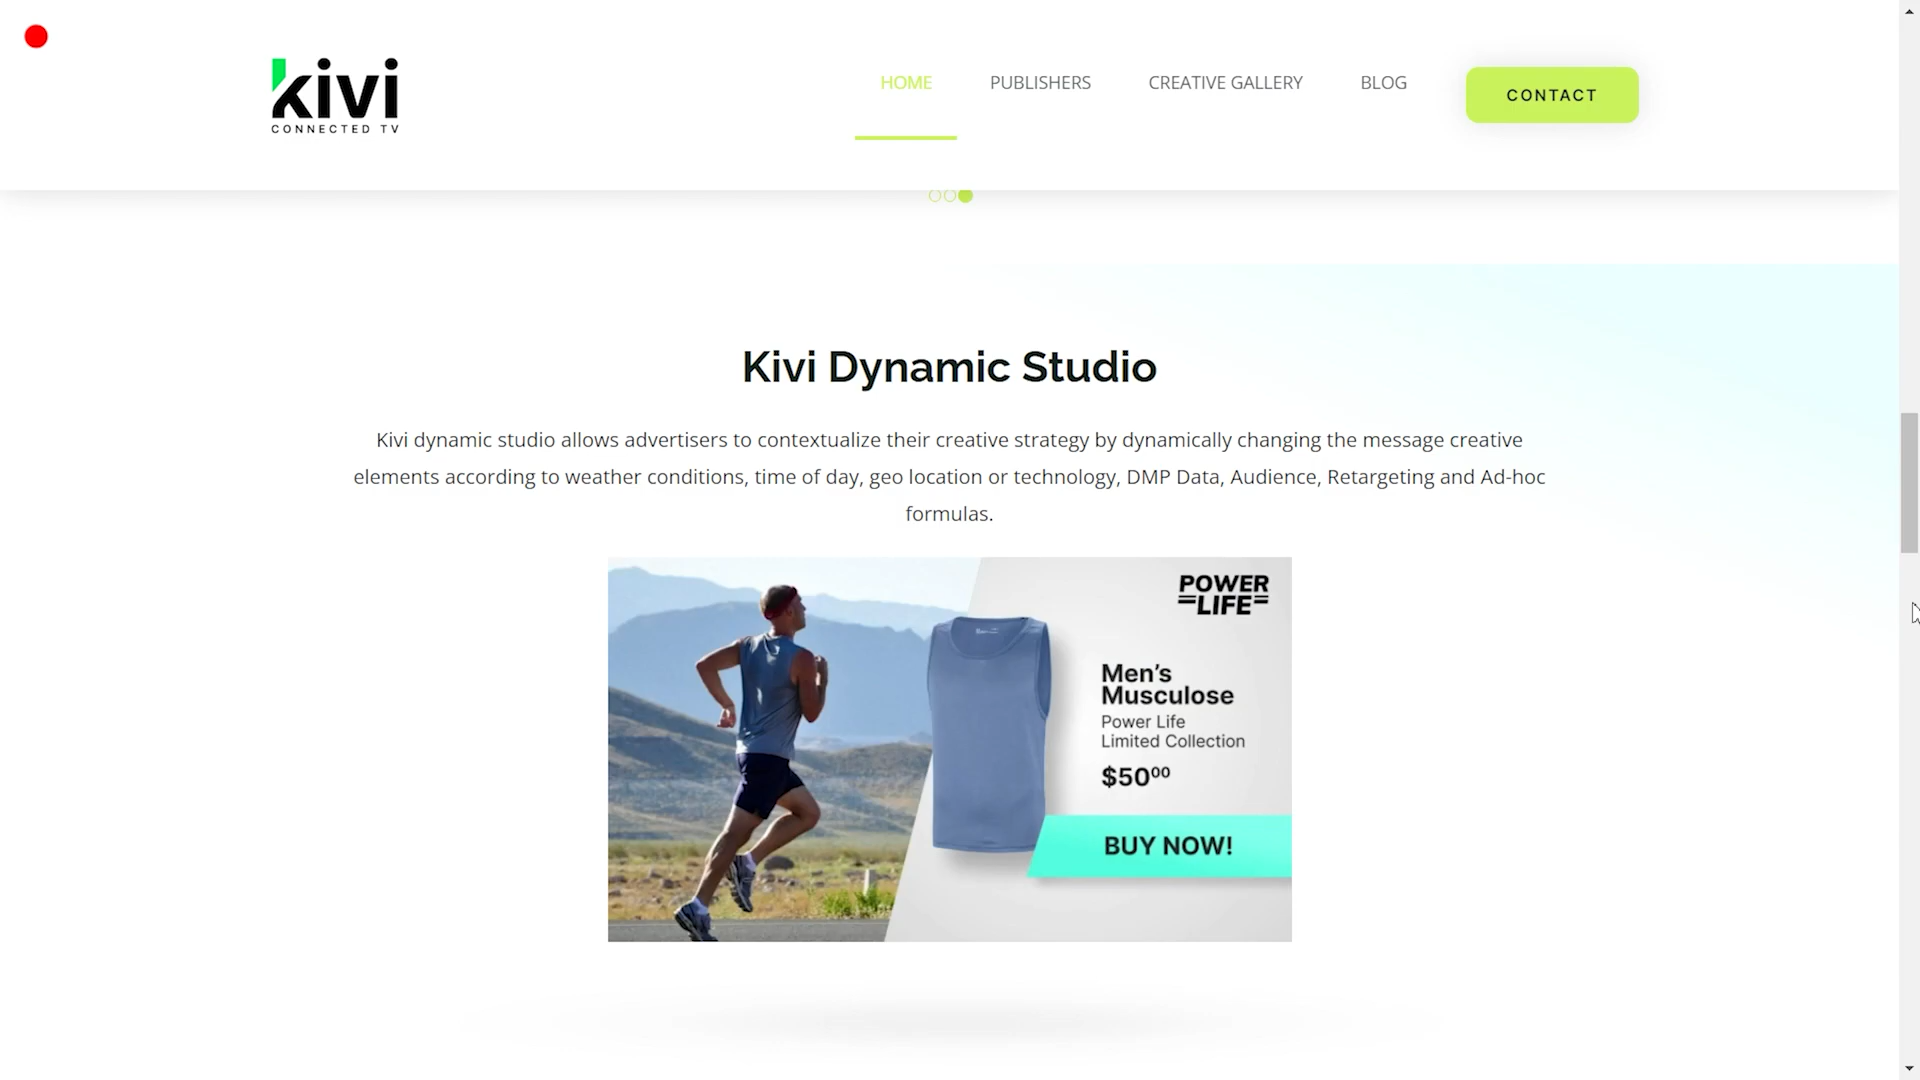 kivi
CONNECTED TV
HOME
PUBLISHERS
CREATIVE GALLERY
BLOG
CONTACT
Kivi Dynamic Studio
Kivi dynamic studio allows advertisers to contextualize their creative strategy by dynamically changing the message creative
elements according to weather conditions, time of day, geo location or technology, DMP Data, Audience, Retargeting and Ad-hoc
formulas.
POWER
LIFE
Men's
Musculose
Power Life
Limited Collection
$50⁰⁰
BUY NOW!